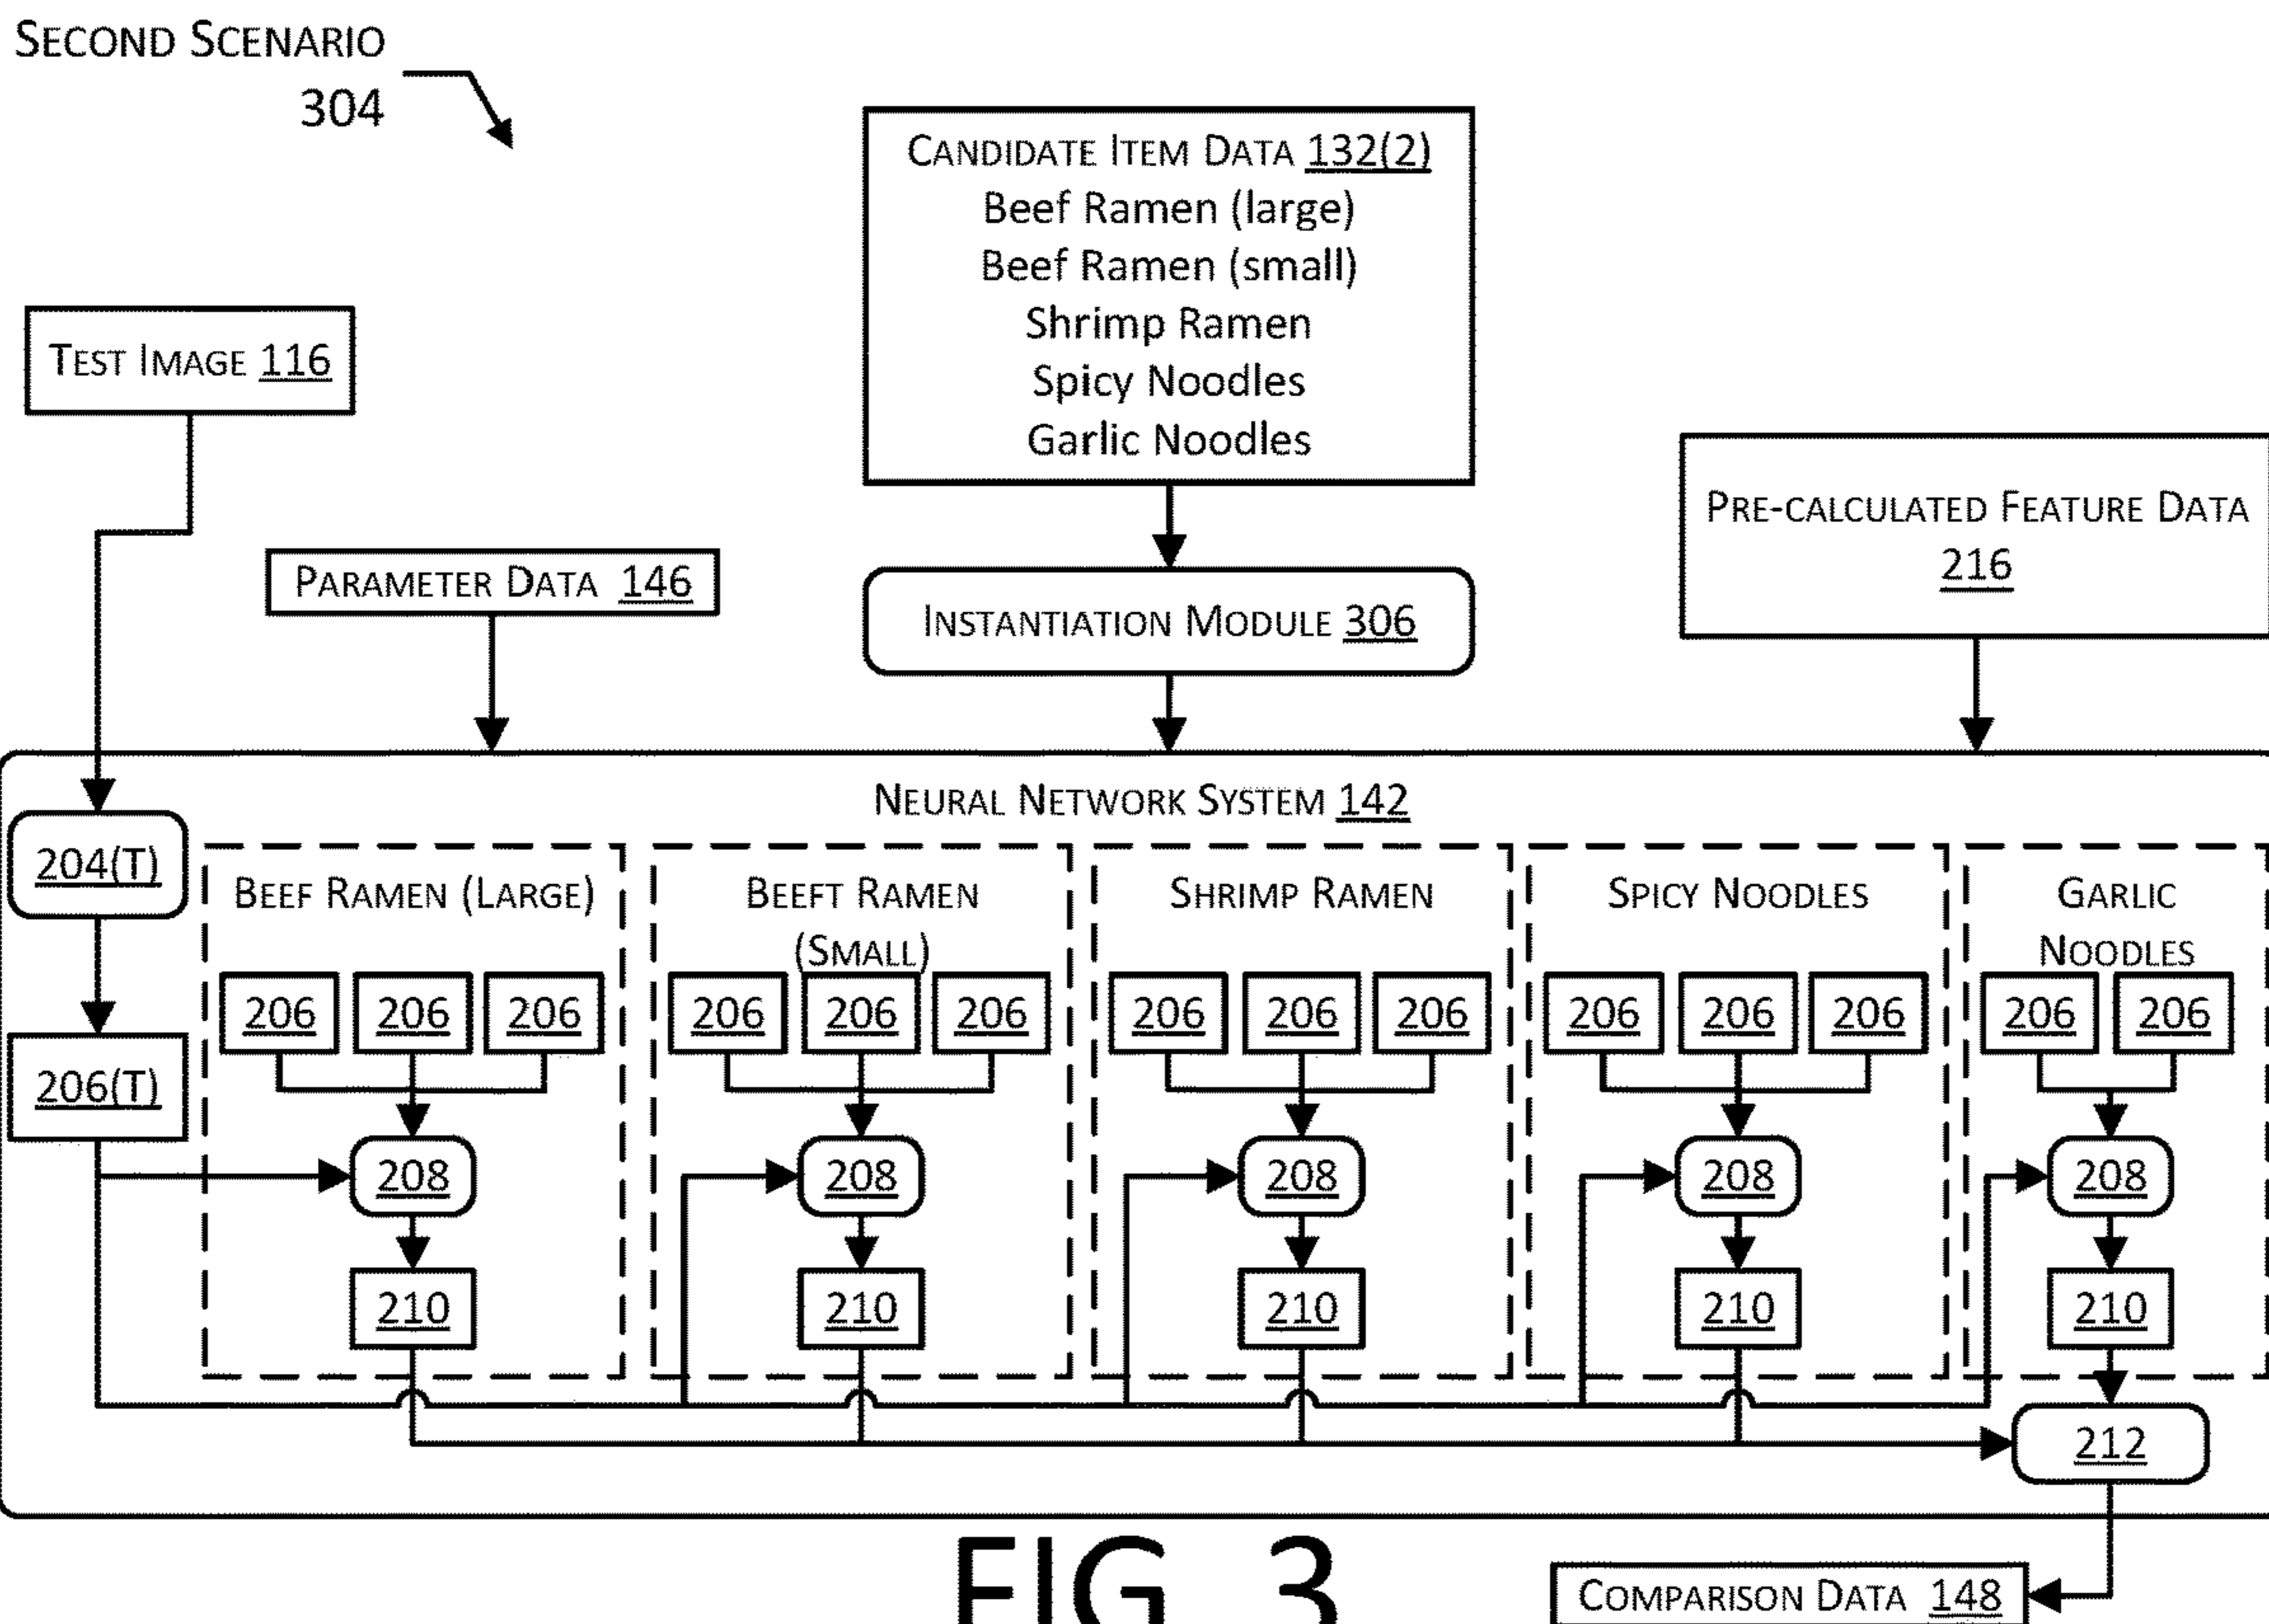 SECOND SCENARIO
304
CANDIDATE ITEM DATA 132(2)
Beef Ramen (large)
Beef Ramen (small)
Shrimp Ramen
Spicy Noodles
Garlic Noodles
TEST IMAGE 116
PRE-CALCULATED FEATURE DATA
216
PARAMETER DATA 146
INSTANTIATION MODULE 306
NEURAL NETWORK SYSTEM 142
204(T)
206(T)
BEEF RAMEN (LARGE)
206 206 206
208
210
BEEFT RAMEN
(SMALL)
206 206 206
208
210
SHRIMP RAMEN
206 206 206
208
210
SPICY NOODLES
206 206 206
208
210
GARLIC
NOODLES
206 206
208
210
212
FIG. 3
COMPARISON DATA 148